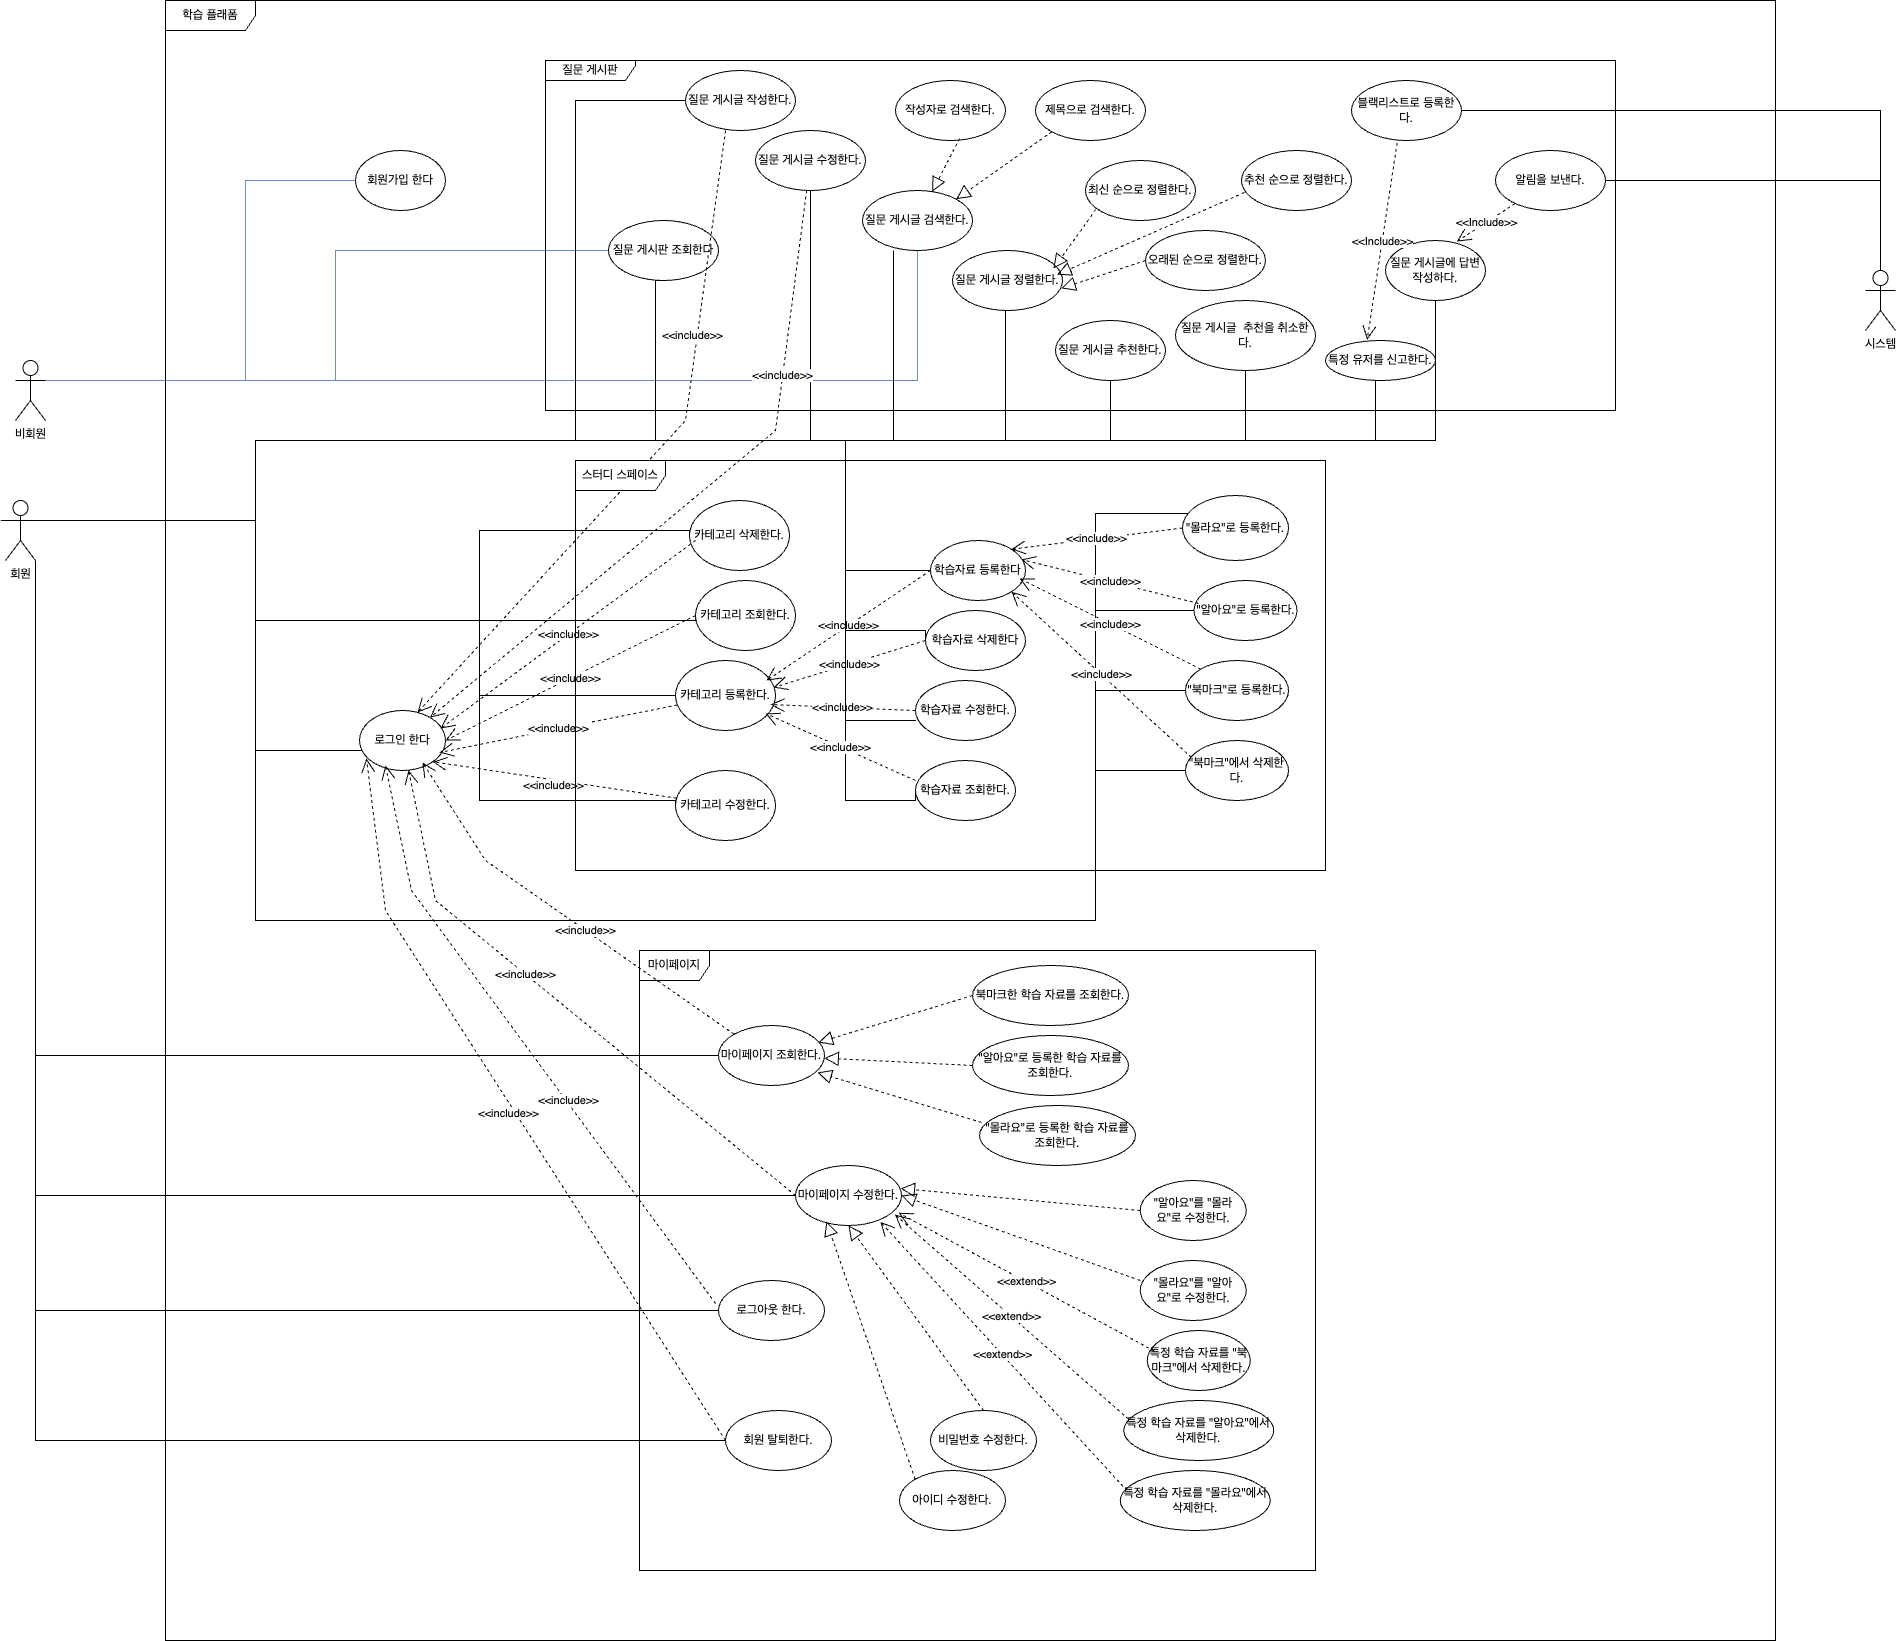 학습 플래폼
질문 게시판
질문 게시글 작성한다.
작성자로 검색한다.
제목으로 검색한다.
블랙리스트로 등록한
다.
질문 게시글 수정한다.
회원가입 한다
최신 순으로 정렬한다.
추천 순으로 정렬한다.
알림을 보낸다.
질문 게시글 검색한다.
<<Include>>
<<Include>>
질문 게시판 조회한다
질문 게시글 정렬한다.
오래된 순으로 정렬한다.
질문 게시글에 답변
작성하다.
<<include>>
질문 게시글 추천한다.
질문 게시글  추천을 취소한
다.
특정 유저를 신고한다.
시스템
<<include>>
비회원
스터디 스페이스
회원
카테고리 삭제한다.
"몰라요"로 등록한다.
<<include>>
학습자료 등록한다
<<include>>
카테고리 조회한다.
"알아요"로 등록한다.
<<include>>
<<include>>
<<include>>
학습자료 삭제한다
<<include>>
<<include>>
<<include>>
카테고리 등록한다.
"북마크"로 등록한다.
<<include>>
학습자료 수정한다.
<<include>>
로그인 한다
<<include>>
"북마크"에서 삭제한
다.
<<include>>
카테고리 수정한다.
학습자료 조회한다.
<<include>>
마이페이지
<<include>>
북마크한 학습 자료를 조회한다.
마이페이지 조회한다.
"알아요"로 등록한 학습 자료를
조회한다.
<<include>>
<<include>>
"몰라요"로 등록한 학습 자료를
조회한다.
마이페이지 수정한다.
"알아요"를 "몰라
요"로 수정한다.
<<extend>>
"몰라요"를 "알아
요"로 수정한다.
로그아웃 한다.
<<extend>>
<<extend>>
특정 학습 자료를 "북
마크"에서 삭제한다.
회원 탈퇴한다.
비밀번호 수정한다.
특정 학습 자료를 "알아요"에서
삭제한다.
아이디 수정한다.
특정 학습 자료를 "몰라요"에서
삭제한다.